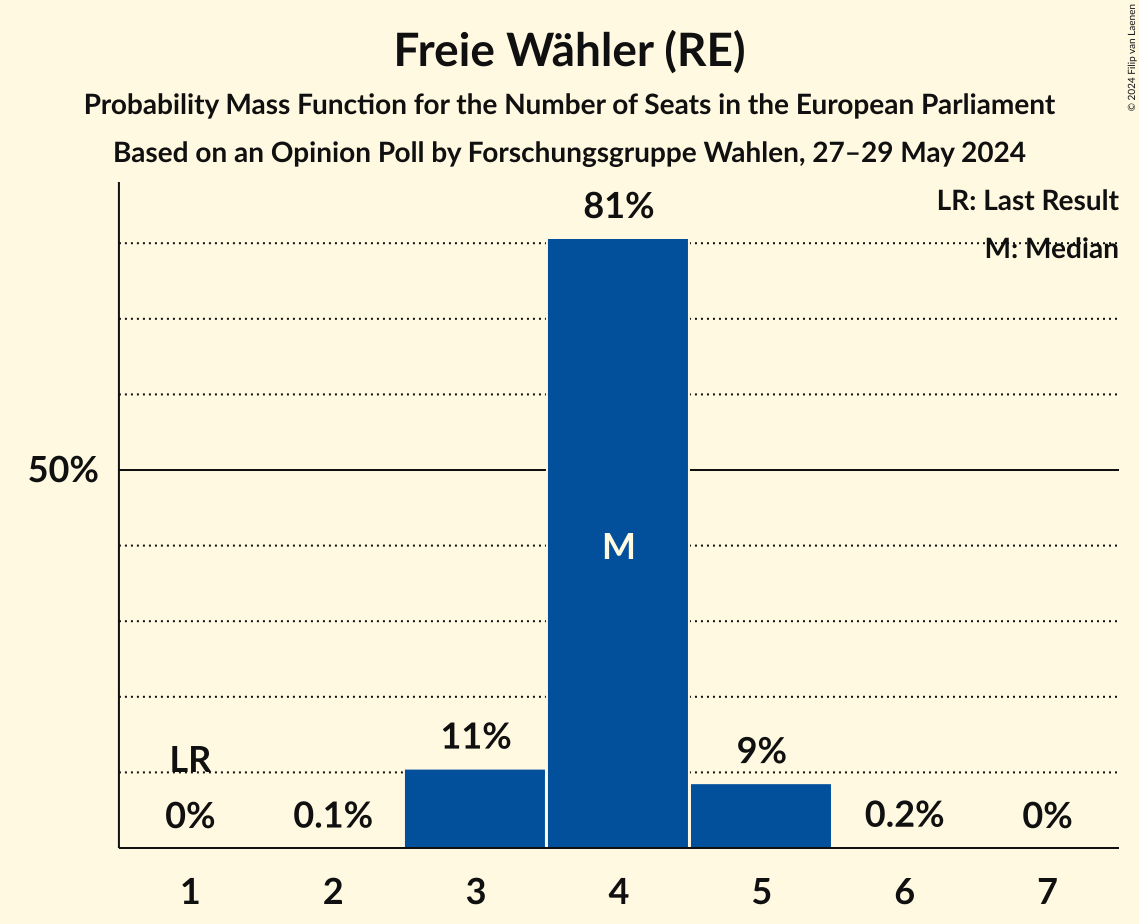 Freie Wähler (RE)
Probability Mass Function for the Number of Seats in the European Parliament
Based on an Opinion Poll by Forschungsgruppe Wahlen, 27–29 May 2024
© 2024 Filip van Laenen
LR: Last Result
M: Median
81%
50%
M
11%
9%
LR
0%
0.1%
0.2%
0%
1 2 3 4 5 6 7